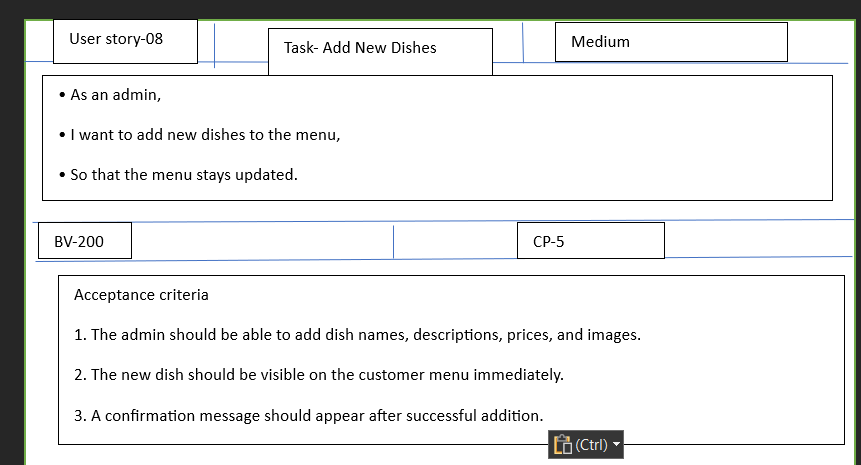 User story-08
Task- Add New Dishes
Medium
• As an admin,
• I want to add new dishes to the menu,
• So that the menu stays updated.
BV-200
CP-5
Acceptance criteria
1. The admin should be able to add dish names, descriptions, prices, and images.
2. The new dish should be visible on the customer menu immediately.
3. A confirmation message should appear after successful addition.
(Ctrl)